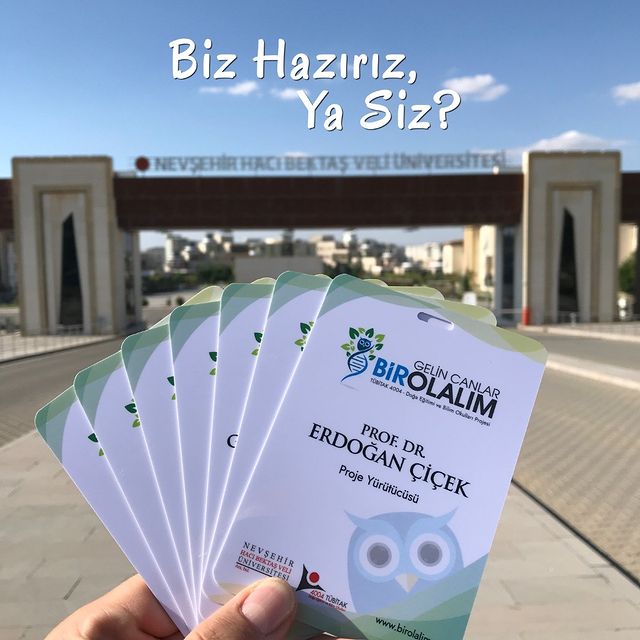 Biz Hazırız,
Ya Siz?
NEVŞEHİR HACI BEKTAŞ VELİ ÜNİVERSİTESİ
GELİN CANLAR
BİROLALIM
TÜBİTAK 4004 - Doğa Eğitimi ve Bilim Okulları Projesi
PROF. DR.
ERDOĞAN ÇİÇEK
Proje Yürütücüsü
NEVŞEHİR
HACI BEKTAŞ VELİ
ÜNİVERSİTESİ
4004 TÜBİTAK
www.birolalim